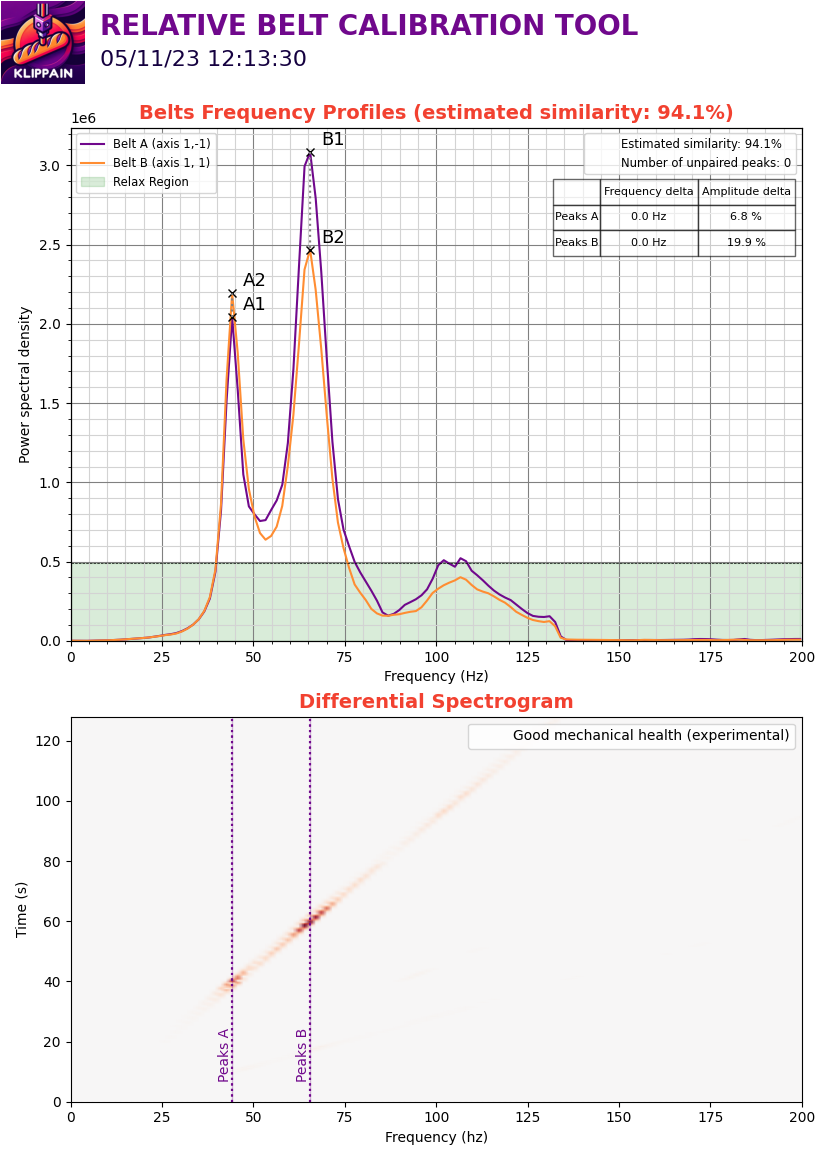 RELATIVE BELT CALIBRATION TOOL
05/11/23 12:13:30
KLIPPAIN
Belts Frequency Profiles (estimated similarity: 94.1%)
1e6
Belt A (axis 1,-1)
Belt B (axis 1, 1)
Relax Region
Estimated similarity: 94.1%
Number of unpaired peaks: 0
Frequency delta Amplitude delta
Peaks A 0.0 Hz 6.8 %
Peaks B 0.0 Hz 19.9 %
B1
B2
A2
A1
3.0
2.5
2.0
1.5
1.0
0.5
0.0
Power spectral density
0 25 50 75 100 125 150 175 200
Frequency (Hz)
Differential Spectrogram
Good mechanical health (experimental)
120
100
80
60
40
20
0
Time (s)
Peaks A
Peaks B
0 25 50 75 100 125 150 175 200
Frequency (hz)